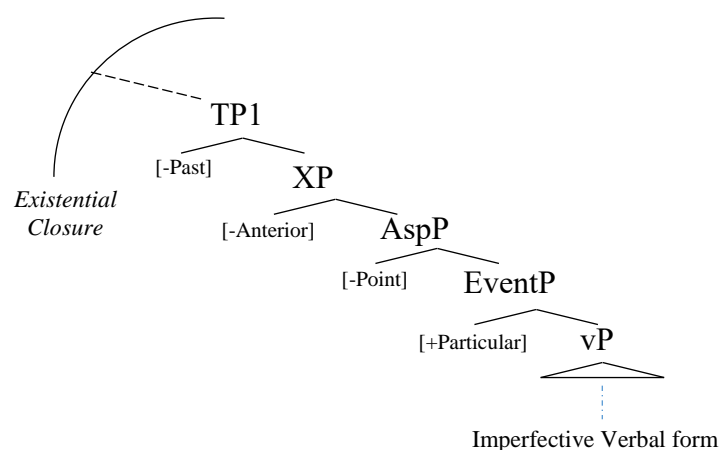 TP1
[-Past]
XP
Existential
Closure
[-Anterior]
AspP
[-Point]
EventP
[+Particular]
vP
Imperfective Verbal form